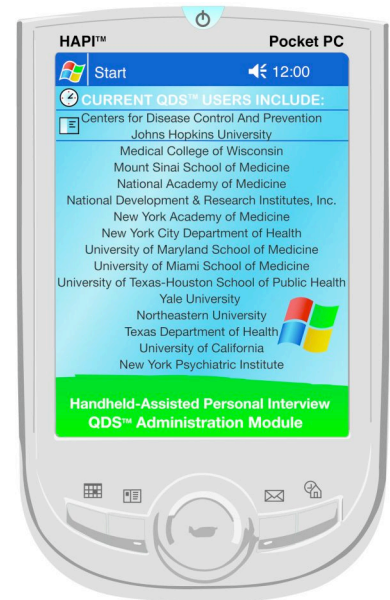 HAPI™ Pocket PC
Start 12:00
CURRENT QDS™ USERS INCLUDE:
Centers for Disease Control And Prevention
Johns Hopkins University
Medical College of Wisconsin
Mount Sinai School of Medicine
National Academy of Medicine
National Development & Research Institutes, Inc.
New York Academy of Medicine
New York City Department of Health
University of Maryland School of Medicine
University of Miami School of Medicine
University of Texas-Houston School of Public Health
Yale University
Northeastern University
Texas Department of Health
University of California
New York Psychiatric Institute
Handheld-Assisted Personal Interview
QDS™ Administration Module